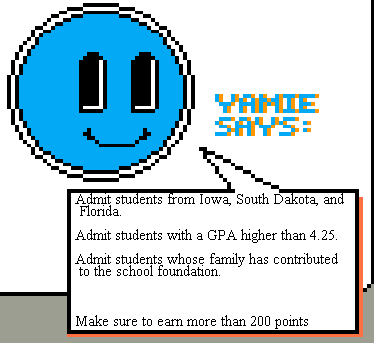 YAMIE
SAYS:
Admit students from Iowa, South Dakota, and
Florida.
Admit students with a GPA higher than 4.25.
Admit students whose family has contributed
to the school foundation.
Make sure to earn more than 200 points